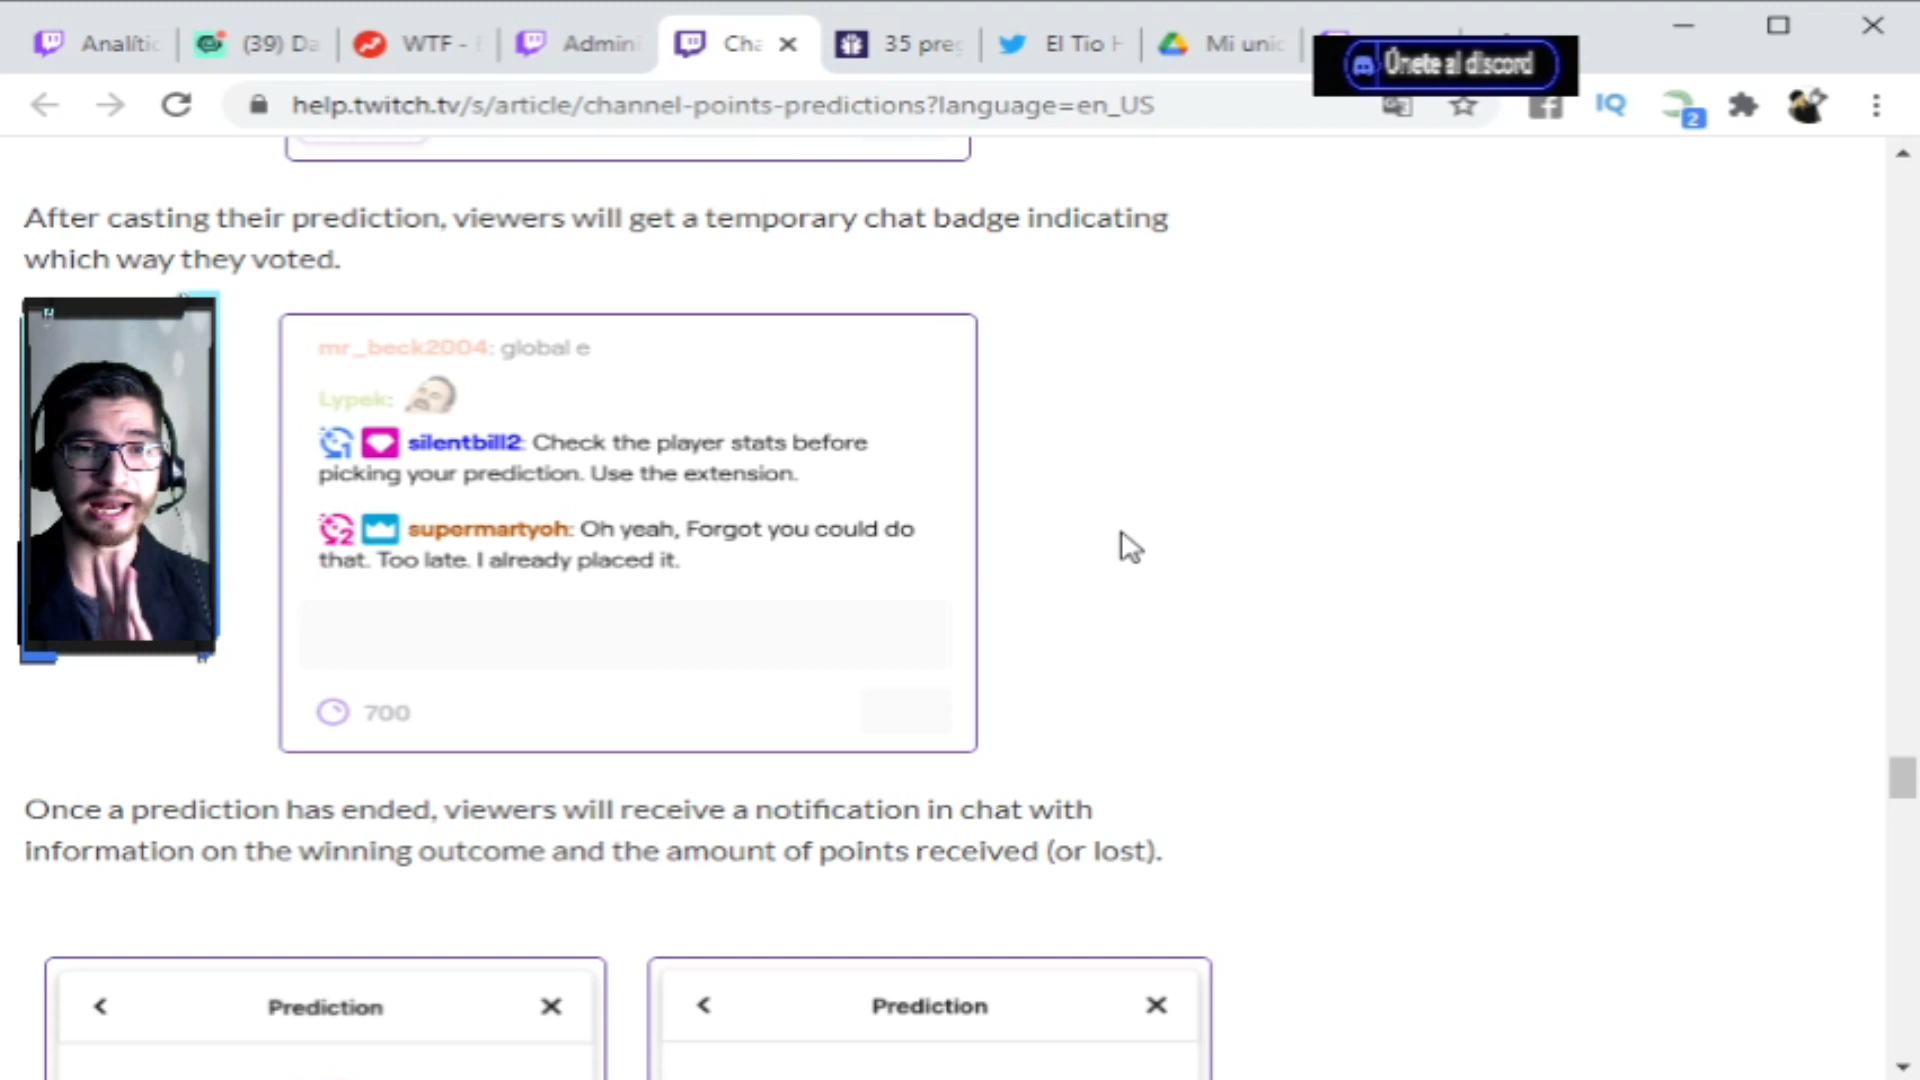 Analíti
(39) Da
WTF -
Admin
Cha
35 pre
El Tio H
Mi unic
Únete al discord
help.twitch.tv/s/article/channel-points-predictions?language=en_US
IQ
2
After casting their prediction, viewers will get a temporary chat badge indicating
which way they voted.
mr_beck2004: global e
Lypek:
1 silentbill2: Check the player stats before
picking your prediction. Use the extension.
2 supermartyoh: Oh yeah, Forgot you could do
that. Too late. I already placed it.
700
Once a prediction has ended, viewers will receive a notification in chat with
information on the winning outcome and the amount of points received (or lost).
Prediction
Prediction